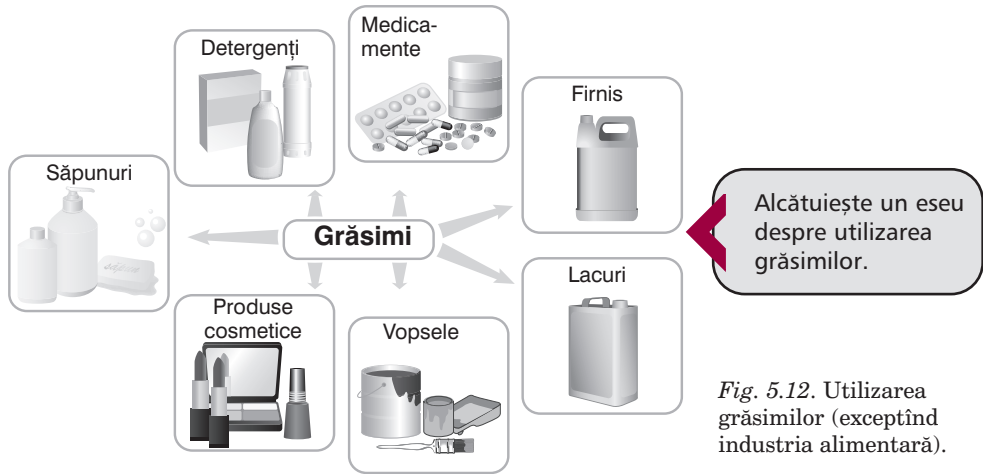 Detergenți
Medica-
mente
Firnis
Săpunuri
Grăsimi
Alcătuiește un eseu
despre utilizarea
grăsimilor.
Produse
cosmetice
Vopsele
Lacuri
Fig. 5.12. Utilizarea
grăsimilor (exceptînd
industria alimentară).